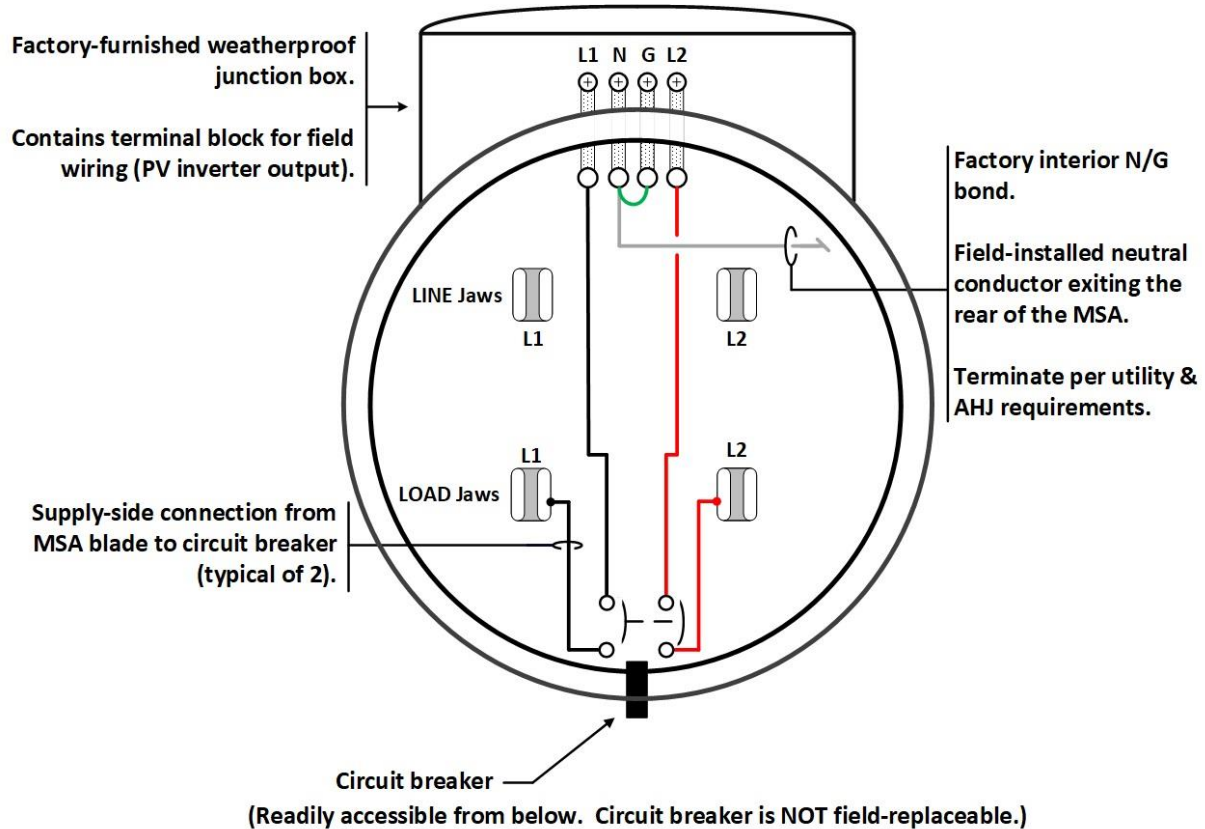 Factory-furnished weatherproof
junction box.
Contains terminal block for field
wiring (PV inverter output).
L1 N G L2
Factory interior N/G
bond.
Field-installed neutral
conductor exiting the
rear of the MSA.
Terminate per utility &
AHJ requirements.
LINE Jaws
L1
L2
L1
L2
LOAD Jaws
Supply-side connection from
MSA blade to circuit breaker
(typical of 2).
Circuit breaker
(Readily accessible from below. Circuit breaker is NOT field-replaceable.)